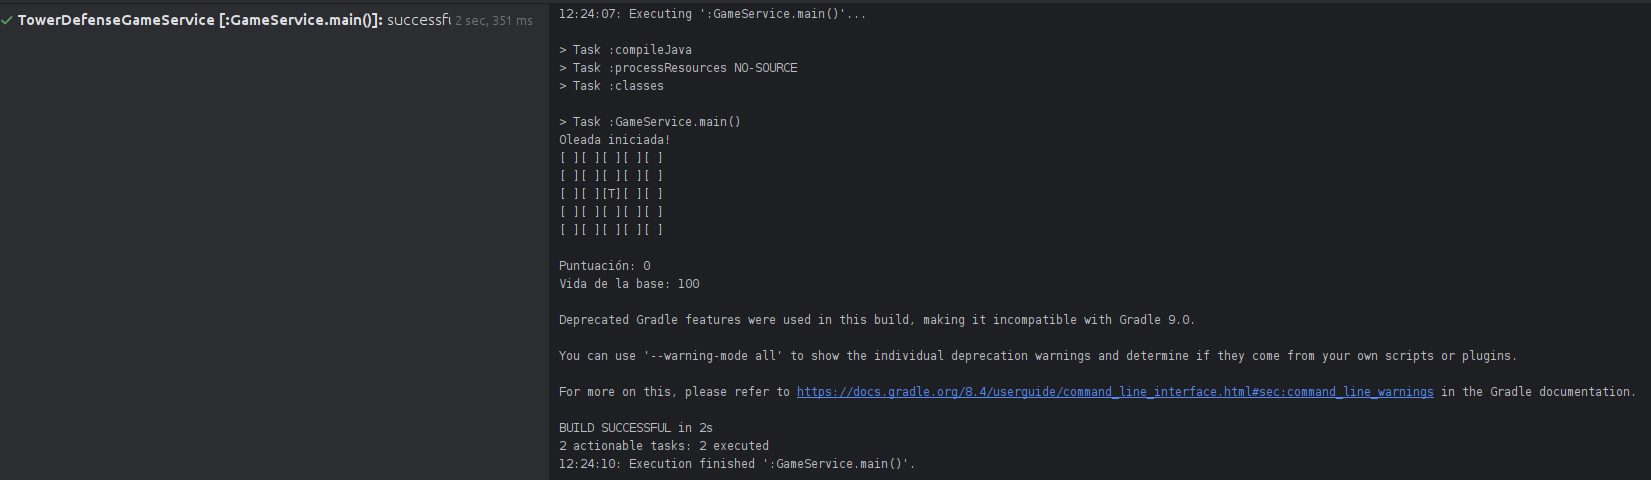 TowerDefenseGameService [:GameService.main()]: successfu 2 sec, 351 ms
12:24:07: Executing ':GameService.main()'...
> Task :compileJava
> Task :processResources NO-SOURCE
> Task :classes
> Task :GameService.main()
Oleada iniciada!
[ ][ ][ ][ ][ ]
[ ][ ][ ][ ][ ]
[ ][ ][T][ ][ ]
[ ][ ][ ][ ][ ]
[ ][ ][ ][ ][ ]
Puntuación: 0
Vida de la base: 100
Deprecated Gradle features were used in this build, making it incompatible with Gradle 9.0.
You can use '--warning-mode all' to show the individual deprecation warnings and determine if they come from your own scripts or plugins.
For more on this, please refer to https://docs.gradle.org/8.4/userguide/command_line_interface.html#sec:command_line_warnings in the Gradle documentation.
BUILD SUCCESSFUL in 2s
2 actionable tasks: 2 executed
12:24:10: Execution finished ':GameService.main()'.